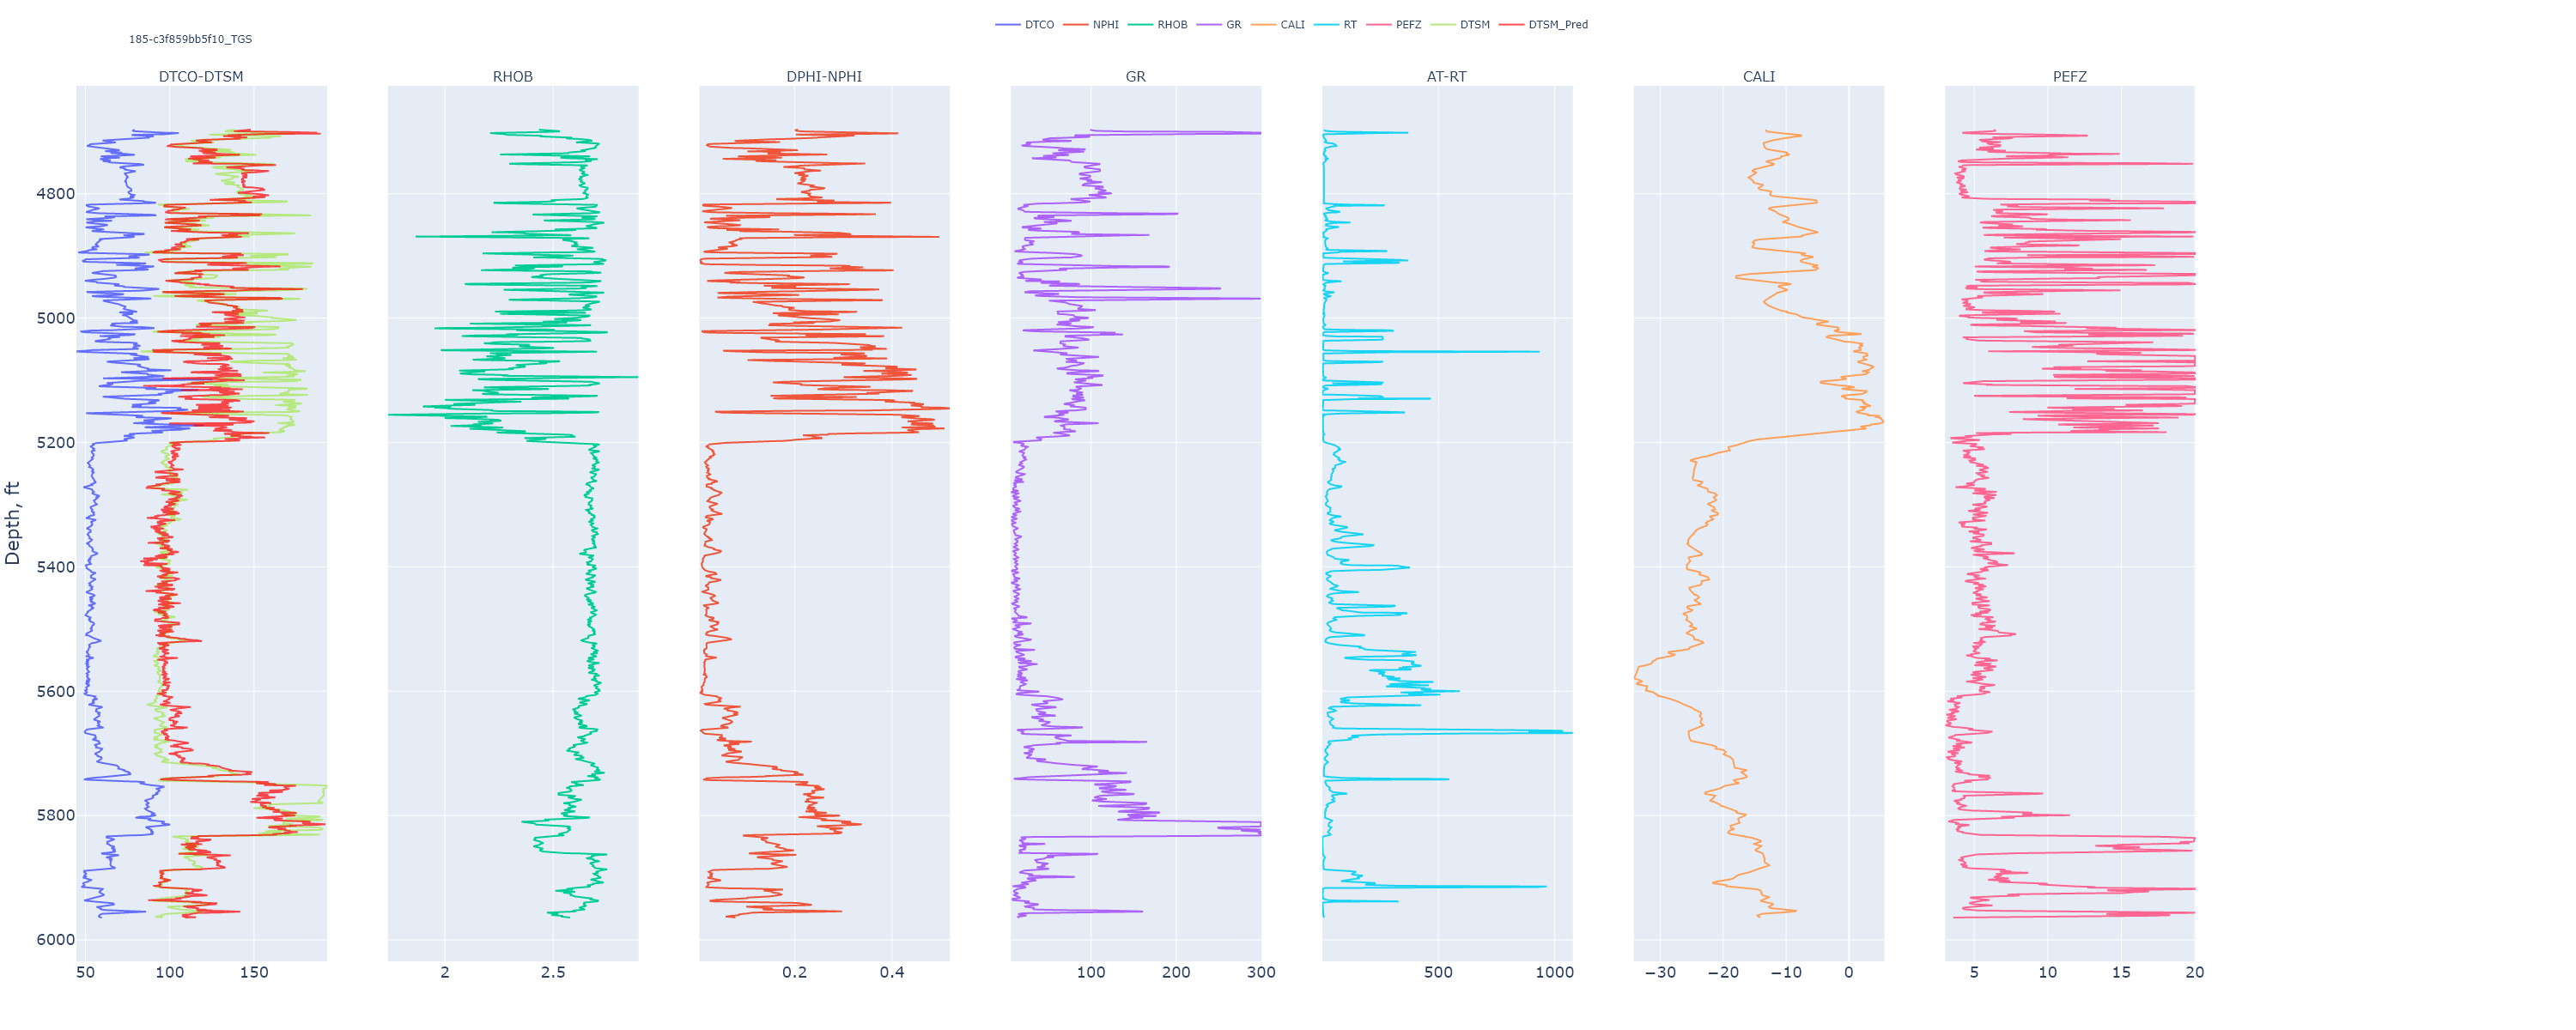 DTCO NPHI RHOB GR CALI RT PEFZ DTSM DTSM_Pred
185-c3f859bb5f10_TGS
DTCO-DTSM RHOB DPHI-NPHI GR AT-RT CALI PEFZ
Depth, ft
4800
5000
5200
5400
5600
5800
6000
50 100 150 2 2.5 0.2 0.4 100 200 300 500 1000 −30 −20 −10 0 5 10 15 20